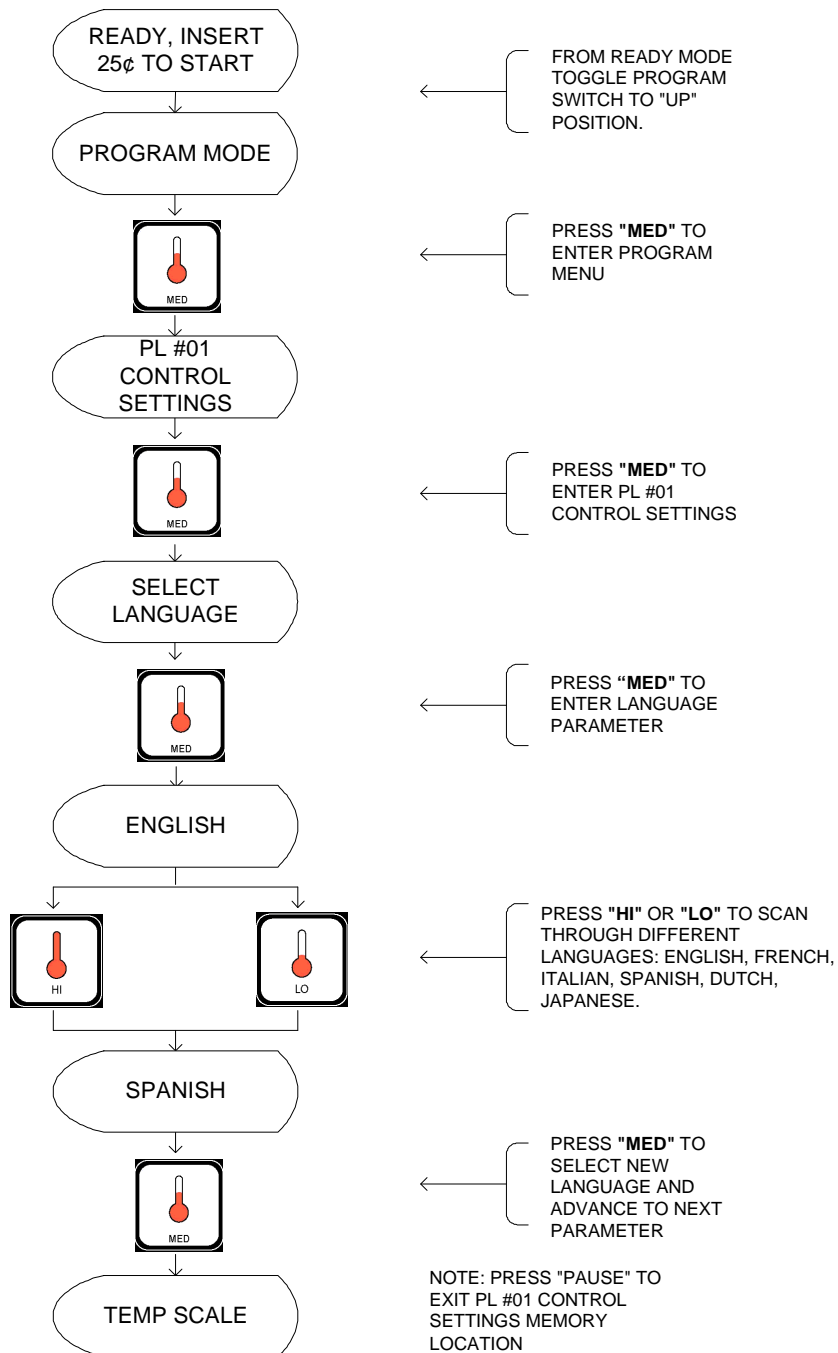 READY, INSERT
25¢ TO START
FROM READY MODE
TOGGLE PROGRAM
SWITCH TO "UP"
POSITION.
PROGRAM MODE
MED
PRESS "MED" TO
ENTER PROGRAM
MENU
PL #01
CONTROL
SETTINGS
MED
PRESS "MED" TO
ENTER PL #01
CONTROL SETTINGS
SELECT
LANGUAGE
MED
PRESS “MED" TO
ENTER LANGUAGE
PARAMETER
ENGLISH
HI
LO
PRESS "HI" OR "LO" TO SCAN
THROUGH DIFFERENT
LANGUAGES: ENGLISH, FRENCH,
ITALIAN, SPANISH, DUTCH,
JAPANESE.
SPANISH
MED
PRESS "MED" TO
SELECT NEW
LANGUAGE AND
ADVANCE TO NEXT
PARAMETER
TEMP SCALE
NOTE: PRESS "PAUSE" TO
EXIT PL #01 CONTROL
SETTINGS MEMORY
LOCATION